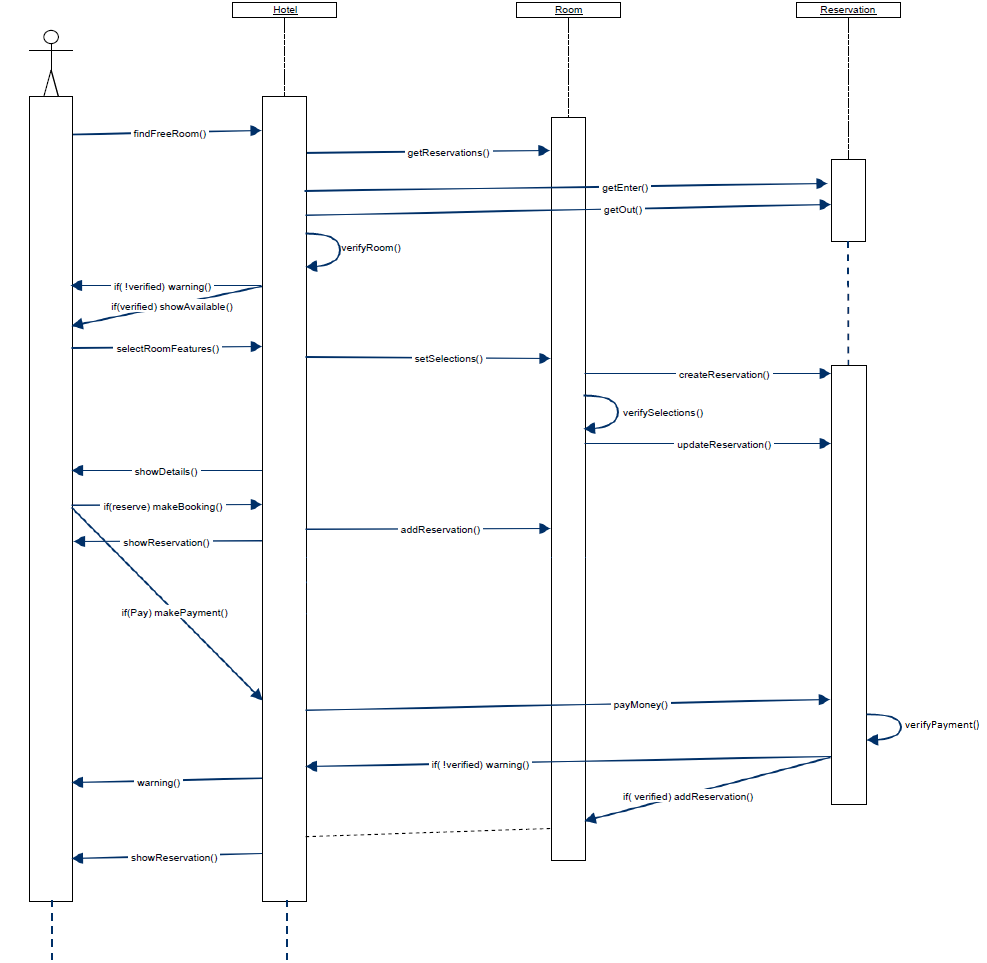 Hotel
Room
Reservation
findFreeRoom()
getReservations()
getEnter()
getOut()
verifyRoom()
if( !verified) warning()
if(verified) showAvailable()
selectRoomFeatures()
setSelections()
createReservation()
verifySelections()
updateReservation()
showDetails()
if(reserve) makeBooking()
addReservation()
showReservation()
if(Pay) makePayment()
payMoney()
verifyPayment()
if( !verified) warning()
warning()
if( verified) addReservation()
showReservation()